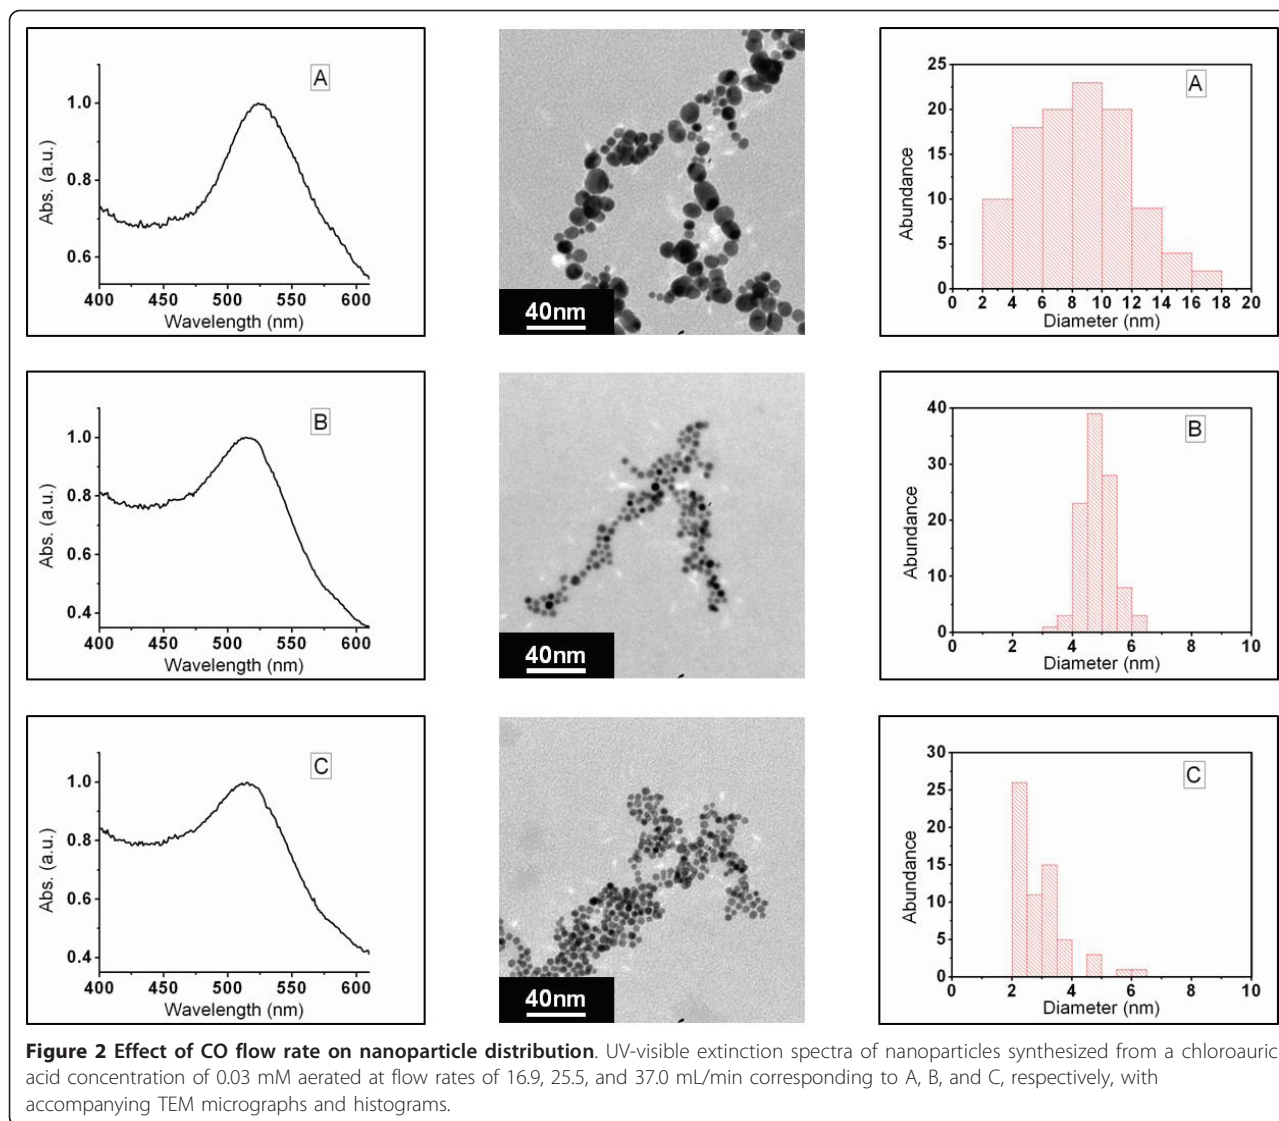 A
1.0
0.8
0.6
Abs. (a.u.)
400 450 500 550 600
Wavelength (nm)
40nm
A
25
20
15
10
5
0
Abundance
0 2 4 6 8 10 12 14 16 18 20
Diameter (nm)
B
1.0
0.8
0.6
0.4
Abs. (a.u.)
400 450 500 550 600
Wavelength (nm)
40nm
B
40
30
20
10
0
Abundance
0 2 4 6 8 10
Diameter (nm)
C
1.0
0.8
0.6
0.4
Abs. (a.u.)
400 450 500 550 600
Wavelength (nm)
40nm
C
30
25
20
15
10
5
0
Abundance
0 2 4 6 8 10
Diameter (nm)
Figure 2 Effect of CO flow rate on nanoparticle distribution. UV-visible extinction spectra of nanoparticles synthesized from a chloroauric
acid concentration of 0.03 mM aerated at flow rates of 16.9, 25.5, and 37.0 mL/min corresponding to A, B, and C, respectively, with
accompanying TEM micrographs and histograms.